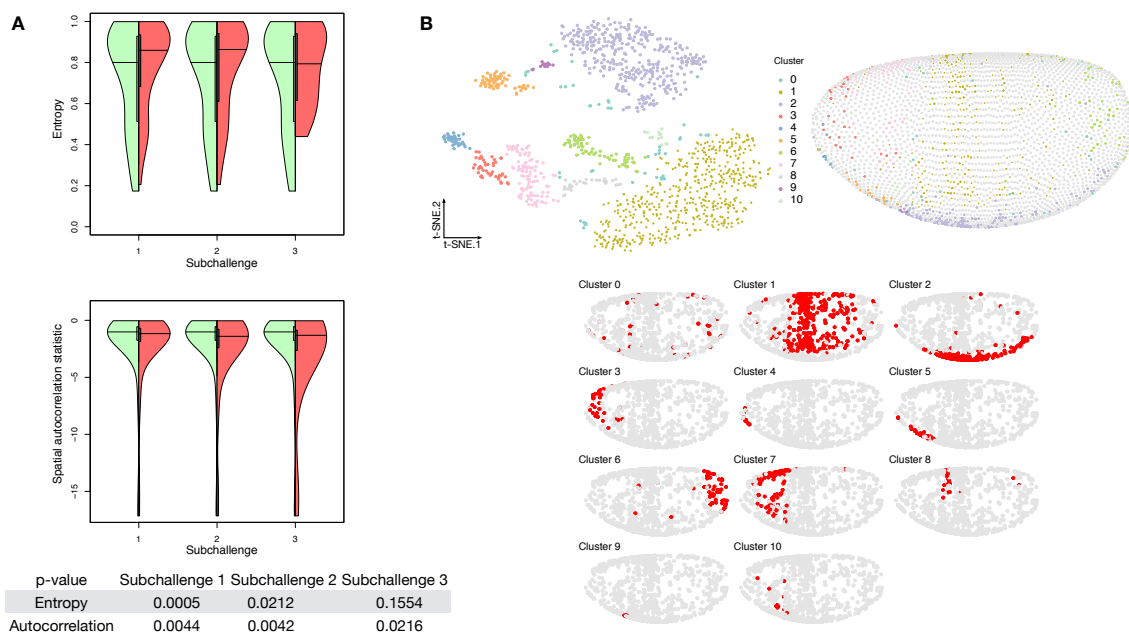 A
1.0
0.8
0.6
0.4
0.2
0.0
Entropy
1
2
3
Subchallenge
0
-5
-10
-15
Spatial autocorrelation statistic
1
2
3
Subchallenge
p-value Subchallenge 1 Subchallenge 2 Subchallenge 3
Entropy 0.0005 0.0212 0.1554
Autocorrelation 0.0044 0.0042 0.0216
B
t-SNE.2
t-SNE.1
Cluster
0
1
2
3
4
5
6
7
8
9
10
Cluster 0
Cluster 1
Cluster 2
Cluster 3
Cluster 4
Cluster 5
Cluster 6
Cluster 7
Cluster 8
Cluster 9
Cluster 10